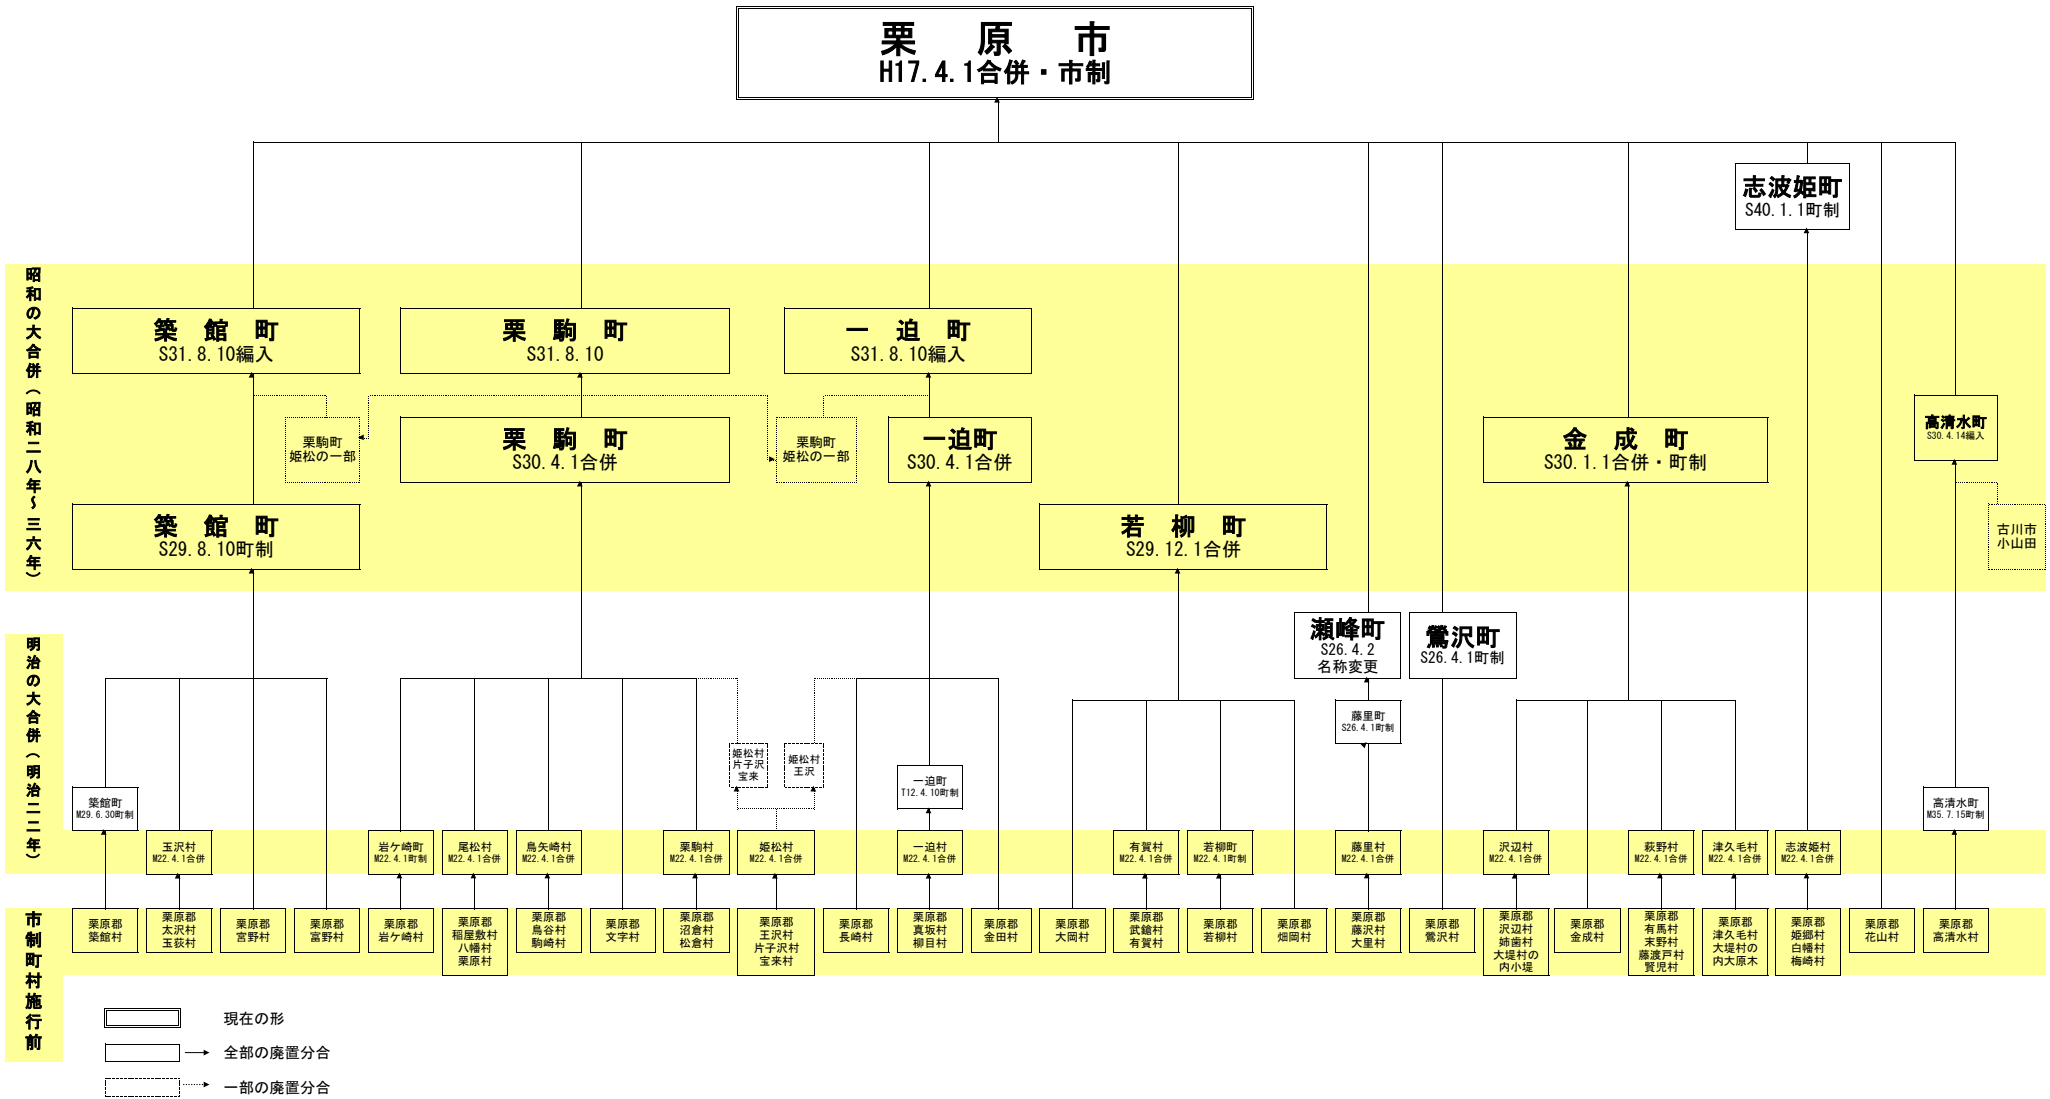 栗原市
H17.4.1合併・市制
志波姫町
S40.1.1町制
昭和の大合併（昭和二八年～三六年）
築館町
S31.8.10編入
栗駒町
S31.8.10
一迫町
S31.8.10編入
栗駒町
姫松の一部
栗駒町
S30.4.1合併
栗駒町
姫松の一部
一迫町
S30.4.1合併
金成町
S30.1.1合併・町制
高清水町
S30.4.14編入
築館町
S29.8.10町制
若柳町
S29.12.1合併
古川市
小山田
明治の大合併（明治二二年）
瀬峰町
S26.4.2
名称変更
鶯沢町
S26.4.1町制
藤里町
S26.4.1町制
姫松村
片子沢
宝来
姫松村
王沢
一迫町
T12.4.10町制
築館町
M29.6.30町制
高清水町
M35.7.15町制
玉沢村
M22.4.1合併
岩ケ崎町
M22.4.1町制
尾松村
M22.4.1合併
鳥矢崎村
M22.4.1合併
栗駒村
M22.4.1合併
姫松村
M22.4.1合併
一迫村
M22.4.1合併
有賀村
M22.4.1合併
若柳町
M22.4.1町制
藤里村
M22.4.1合併
沢辺村
M22.4.1合併
萩野村
M22.4.1合併
津久毛村
M22.4.1合併
志波姫村
M22.4.1合併
市制町村施行前
栗原郡
築館村
栗原郡
太沢村
玉荻村
栗原郡
宮野村
栗原郡
富野村
栗原郡
岩ケ崎村
栗原郡
稲屋敷村
八幡村
栗原村
栗原郡
鳥谷村
駒崎村
栗原郡
文字村
栗原郡
沼倉村
松倉村
栗原郡
王沢村
片子沢村
宝来村
栗原郡
長崎村
栗原郡
真坂村
柳目村
栗原郡
金田村
栗原郡
大岡村
栗原郡
武鎗村
有賀村
栗原郡
若柳村
栗原郡
畑岡村
栗原郡
藤沢村
大里村
栗原郡
鶯沢村
栗原郡
沢辺村
姉歯村
大堤村の
内小堤
栗原郡
金成村
栗原郡
有馬村
末野村
藤渡戸村
賢児村
栗原郡
津久毛村
大堤村の
内大原木
栗原郡
姫郷村
白幡村
梅崎村
栗原郡
花山村
栗原郡
高清水村
現在の形
全部の廃置分合
一部の廃置分合